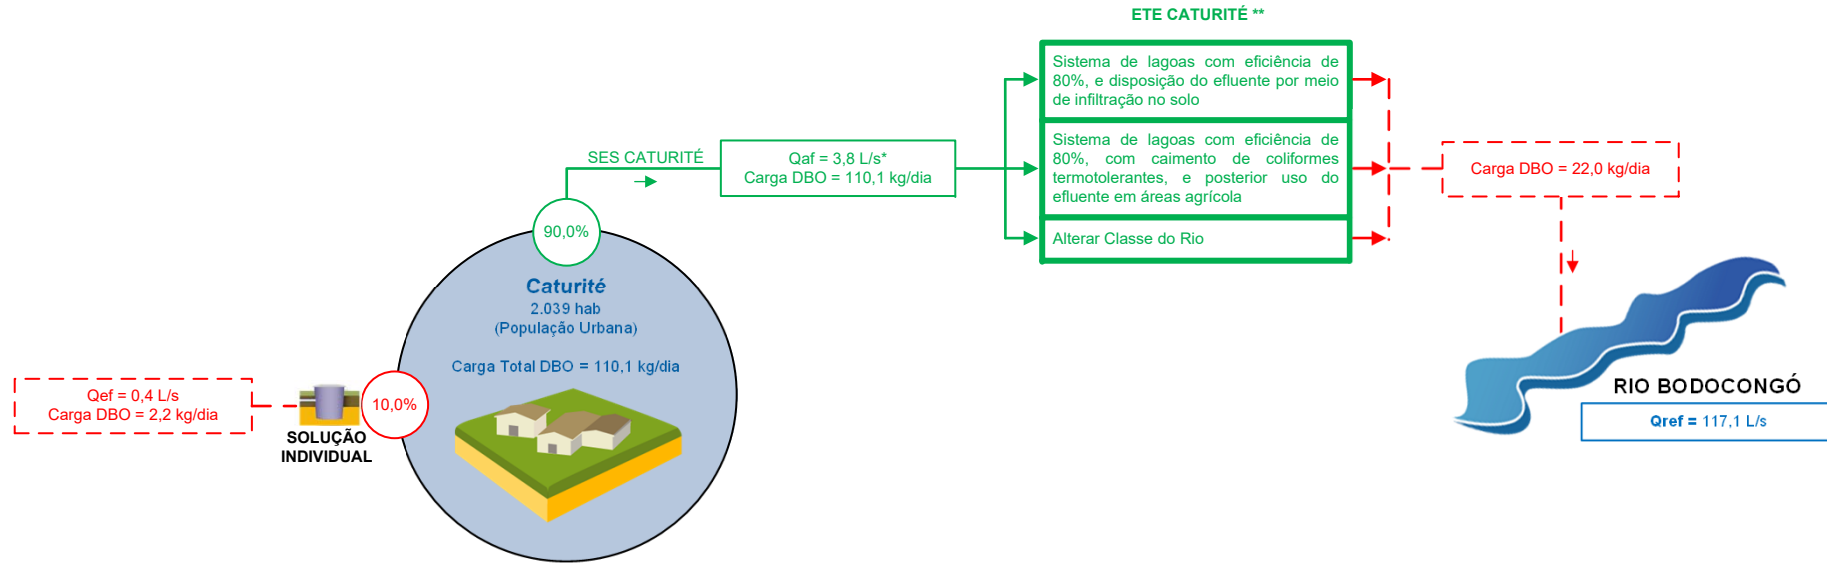 ETE CATURITÉ **
Sistema de lagoas com eficiência de
80%, e disposição do efluente por meio
de infiltração no solo
Sistema de lagoas com eficiência de
80%, com caimento de coliformes
termotolerantes, e posterior uso do
efluente em áreas agrícola
Alterar Classe do Rio
SES CATURITÉ
Qaf = 3,8 L/s*
Carga DBO = 110,1 kg/dia
Carga DBO = 22,0 kg/dia
90,0%
Caturité
2.039 hab
(População Urbana)
Carga Total DBO = 110,1 kg/dia
Qef = 0,4 L/s
Carga DBO = 2,2 kg/dia
10,0%
SOLUÇÃO
INDIVIDUAL
RIO BODOCONGÓ
Qref = 117,1 L/s